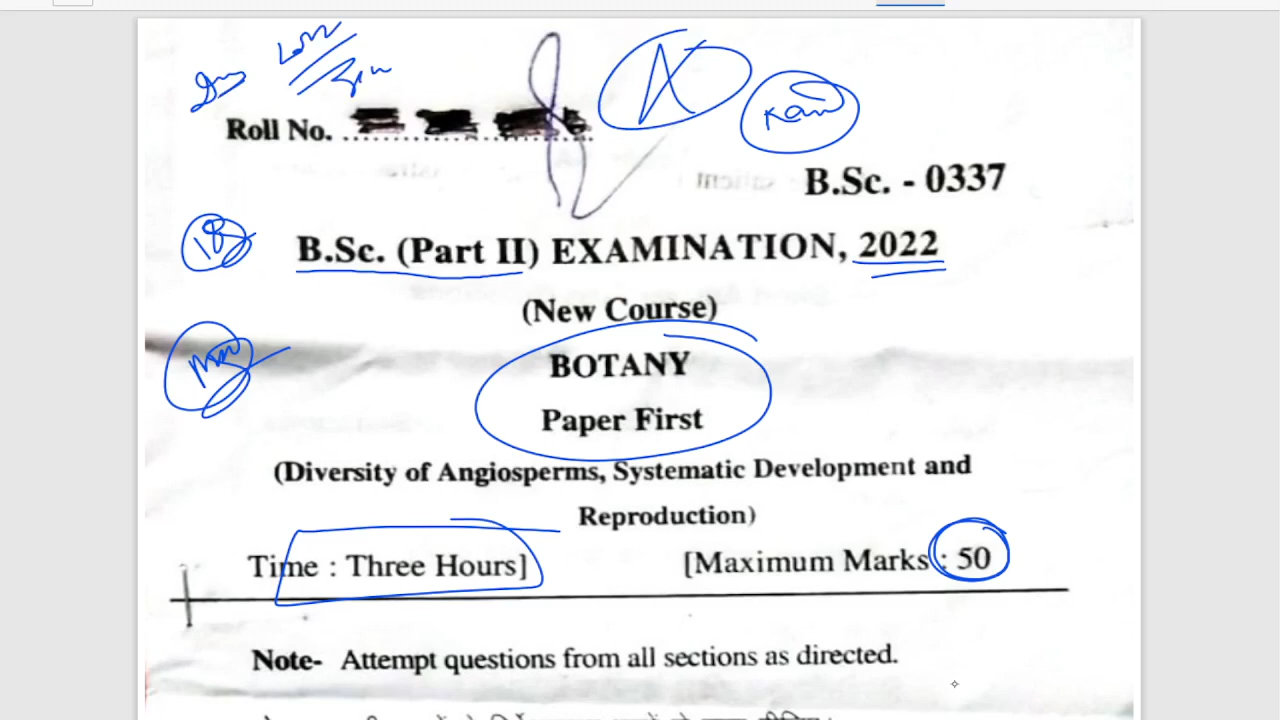 Roll No.
B.Sc. - 0337
18
B.Sc. (Part II) EXAMINATION, 2022
(New Course)
BOTANY
Paper First
(Diversity of Angiosperms, Systematic Development and
Reproduction)
Time : Three Hours] [Maximum Marks : 50
Note- Attempt questions from all sections as directed.